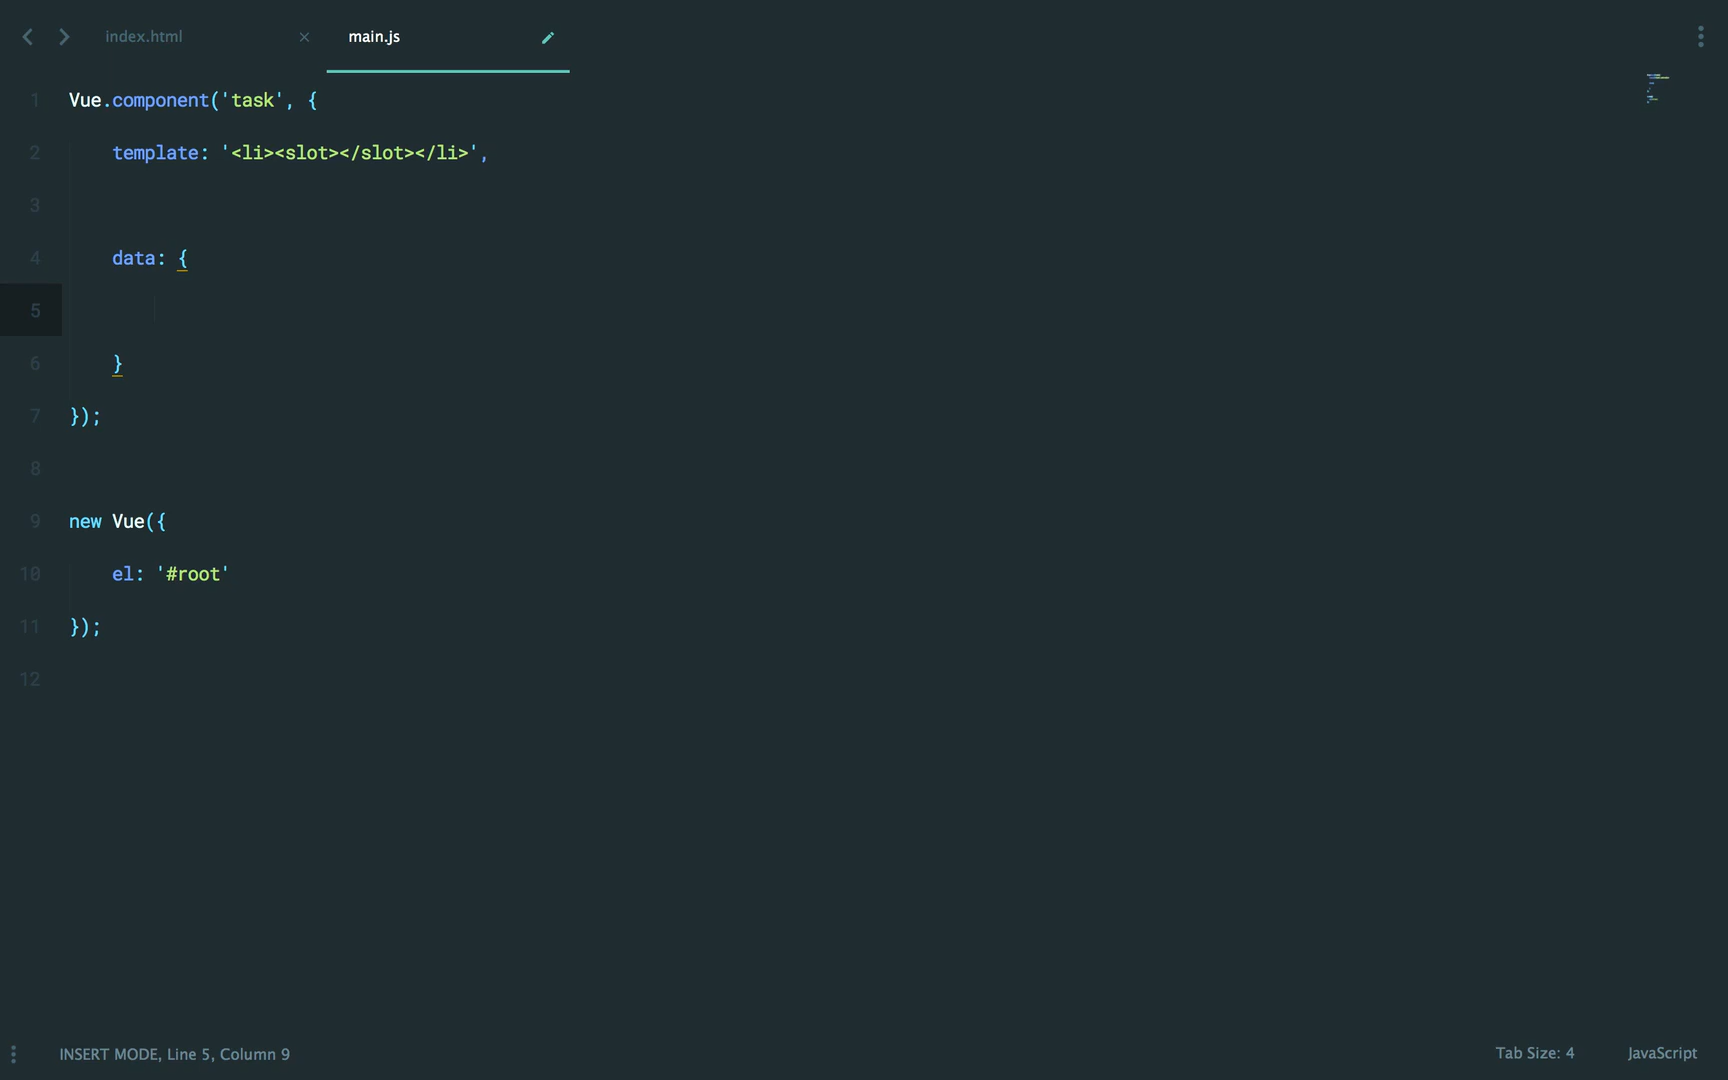 index.html
main.js
1 Vue.component('task', {
2     template: '<li><slot></slot></li>',
3
4     data: {
5
6     }
7 });
8
9 new Vue({
10     el: '#root'
11 });
12
INSERT MODE, Line 5, Column 9
Tab Size: 4
JavaScript